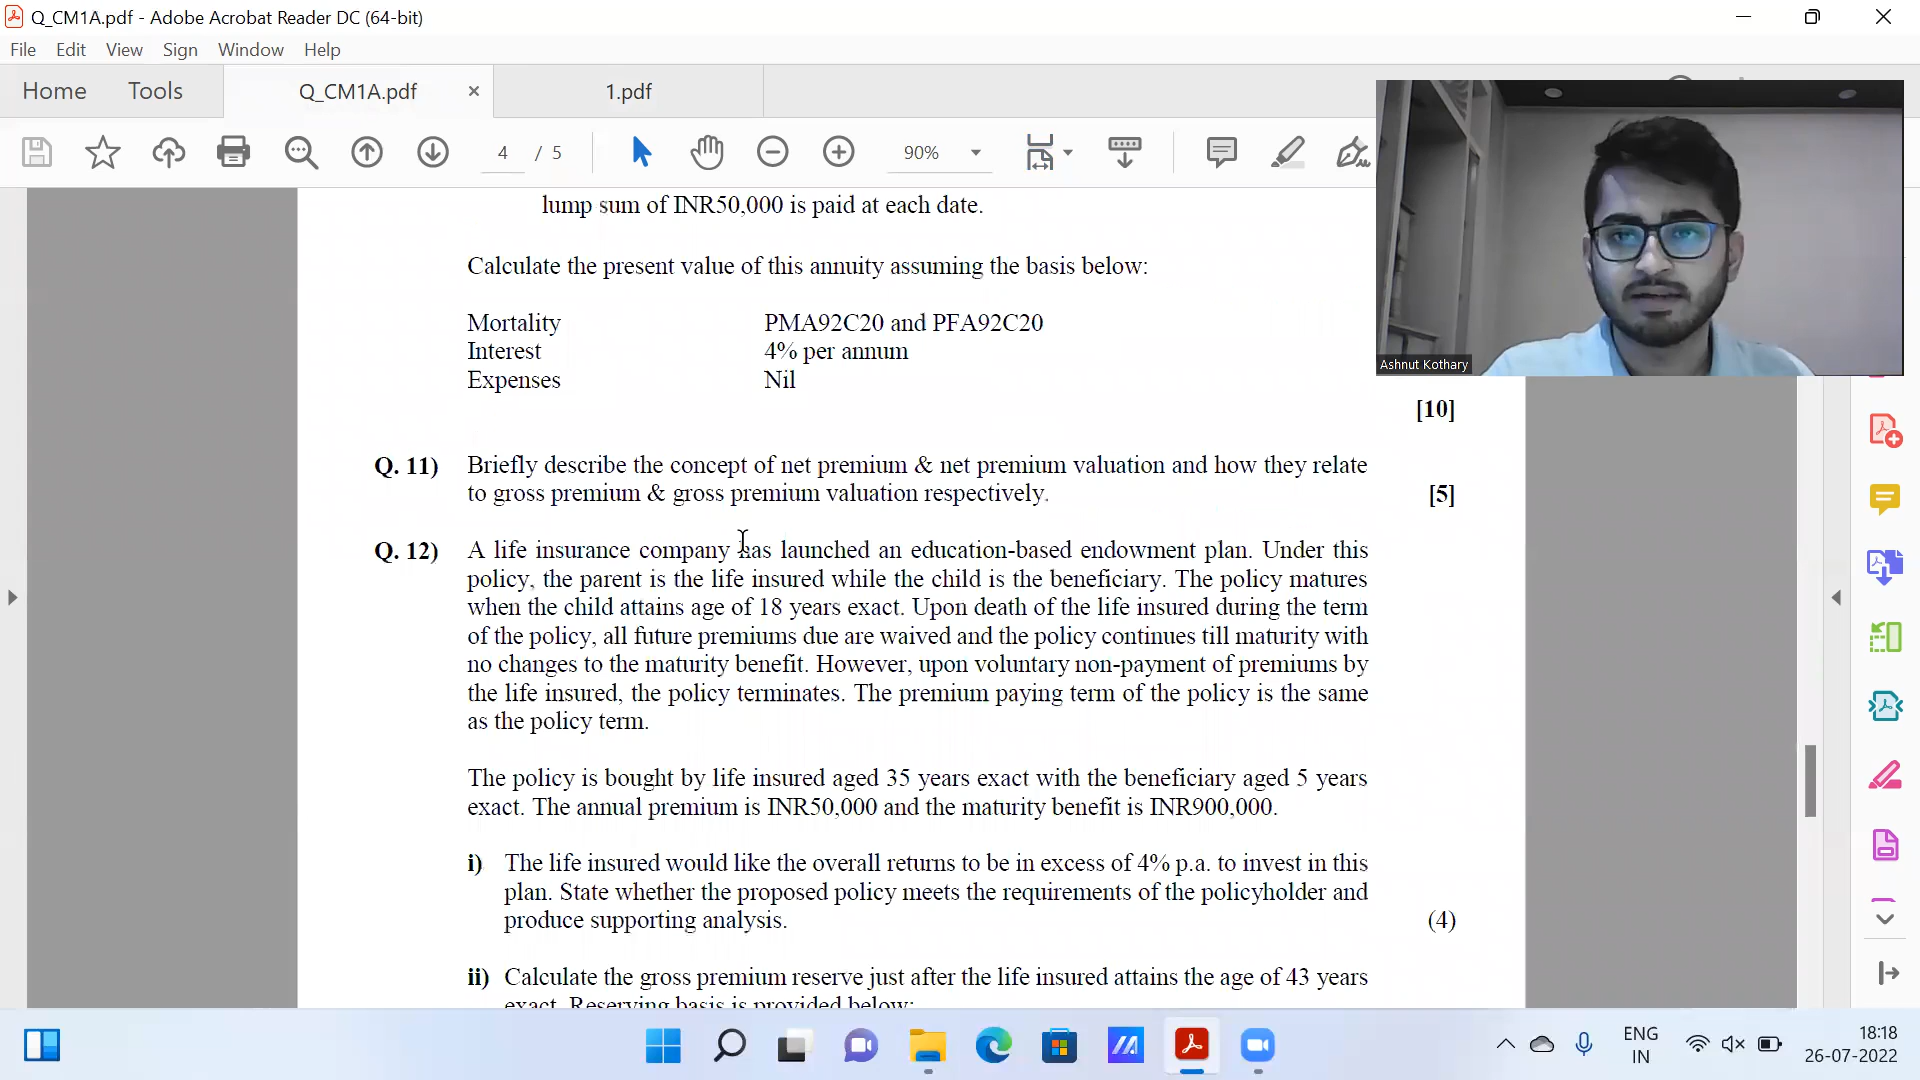 Q_CM1A.pdf - Adobe Acrobat Reader DC (64-bit)
File Edit View Sign Window Help
Home Tools Q_CM1A.pdf × 1.pdf
4 / 5 90%
lump sum of INR50,000 is paid at each date.
Calculate the present value of this annuity assuming the basis below:
Mortality PMA92C20 and PFA92C20
Interest 4% per annum
Expenses Nil
Ashnut Kothary
[10]
Q. 11) Briefly describe the concept of net premium & net premium valuation and how they relate
to gross premium & gross premium valuation respectively. [5]
Q. 12) A life insurance company has launched an education-based endowment plan. Under this
policy, the parent is the life insured while the child is the beneficiary. The policy matures
when the child attains age of 18 years exact. Upon death of the life insured during the term
of the policy, all future premiums due are waived and the policy continues till maturity with
no changes to the maturity benefit. However, upon voluntary non-payment of premiums by
the life insured, the policy terminates. The premium paying term of the policy is the same
as the policy term.
The policy is bought by life insured aged 35 years exact with the beneficiary aged 5 years
exact. The annual premium is INR50,000 and the maturity benefit is INR900,000.
i) The life insured would like the overall returns to be in excess of 4% p.a. to invest in this
plan. State whether the proposed policy meets the requirements of the policyholder and
produce supporting analysis. (4)
ii) Calculate the gross premium reserve just after the life insured attains the age of 43 years
exact. Reserving basis is provided below:
ENG
IN
18:18
26-07-2022